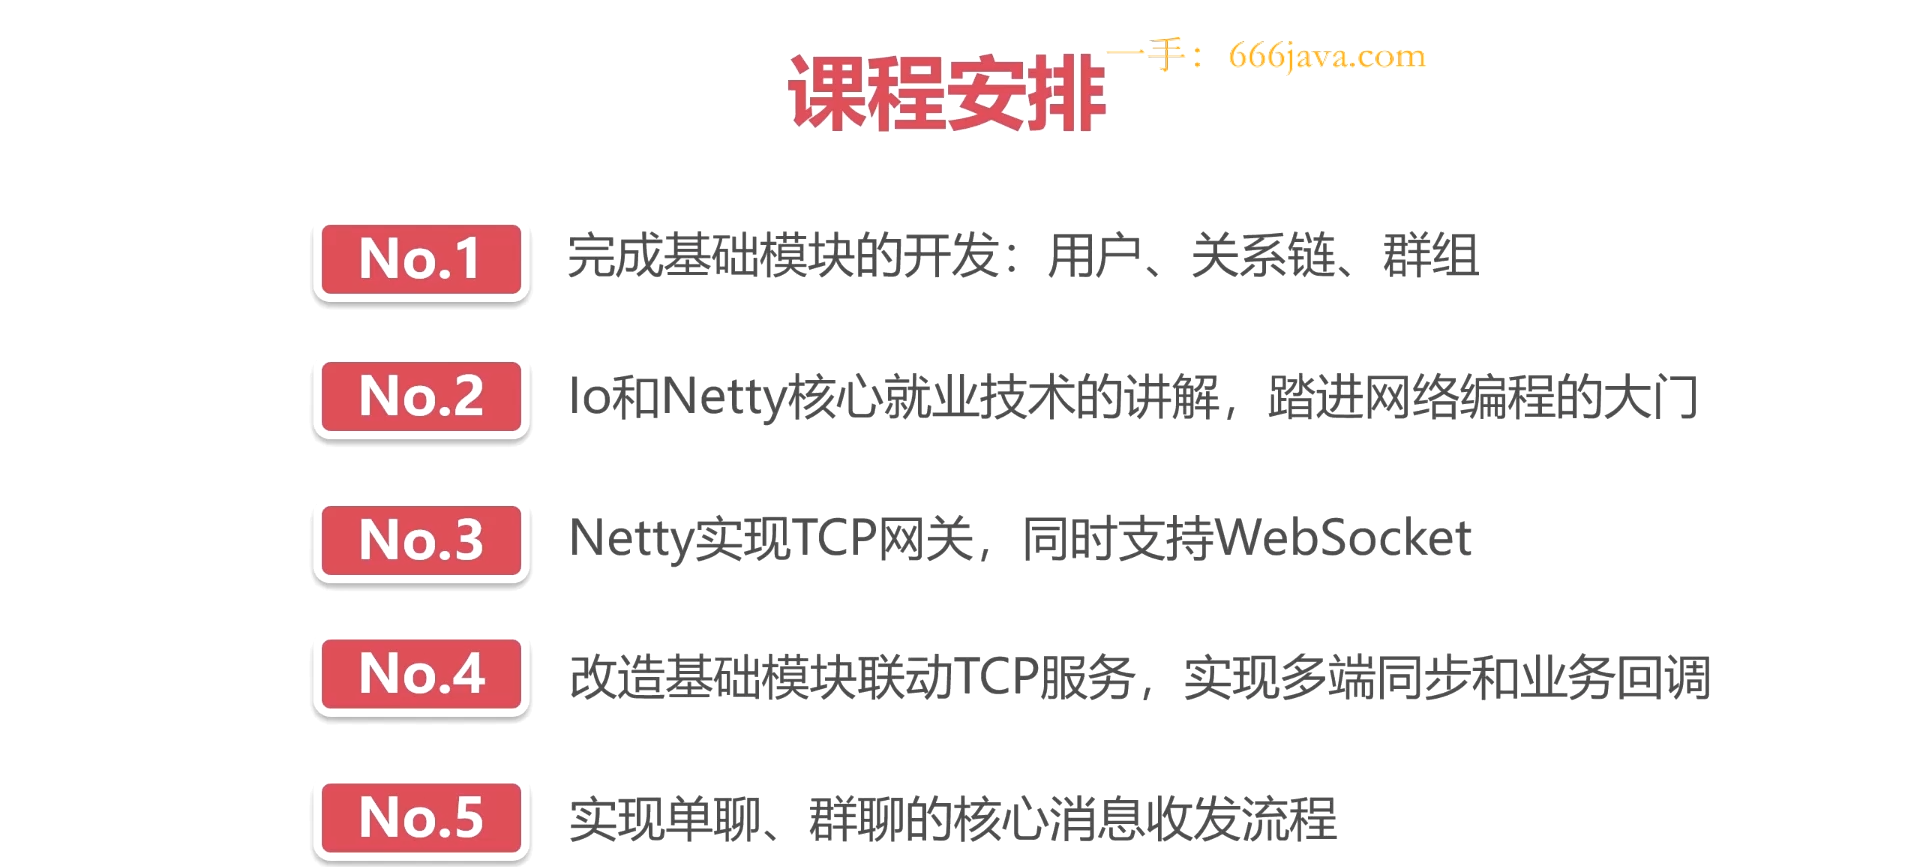 一手：666java.com
课程安排
No.1 完成基础模块的开发：用户、关系链、群组
No.2 Io和Netty核心就业技术的讲解，踏进网络编程的大门
No.3 Netty实现TCP网关，同时支持WebSocket
No.4 改造基础模块联动TCP服务，实现多端同步和业务回调
No.5 实现单聊、群聊的核心消息收发流程